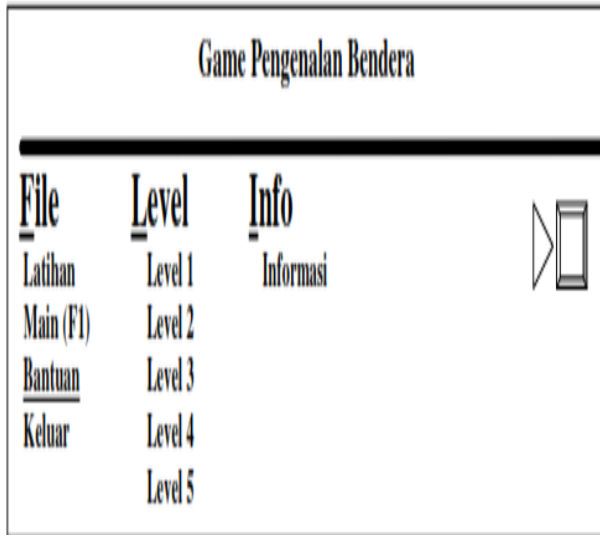 Game Pengenalan Bendera
File Level Info
Latihan Level 1 Informasi
Main (F1) Level 2
Bantuan Level 3
Keluar Level 4
Level 5